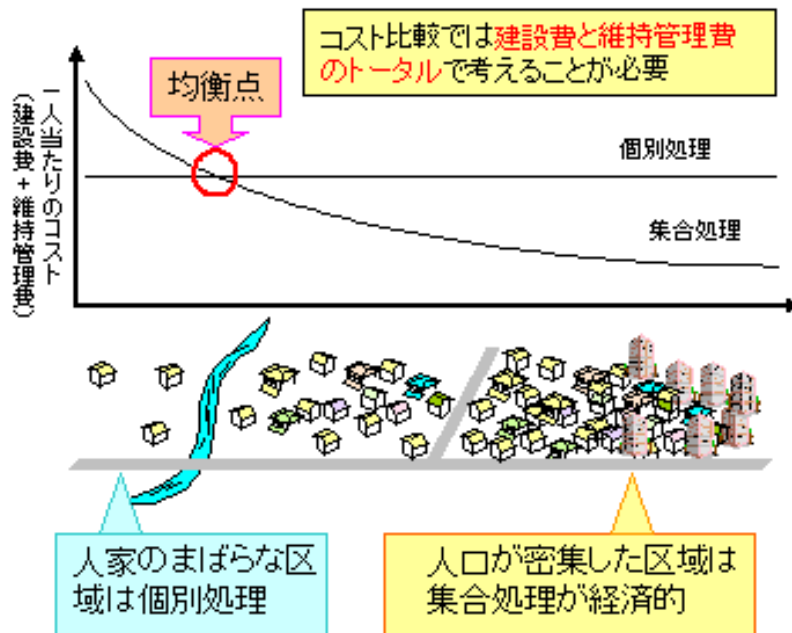 コスト比較では建設費と維持管理費
のトータルで考えることが必要
均衡点
一人当たりのコスト
(建設費+維持管理費)
個別処理
集合処理
人家のまばらな区
域は個別処理
人口が密集した区域は
集合処理が経済的